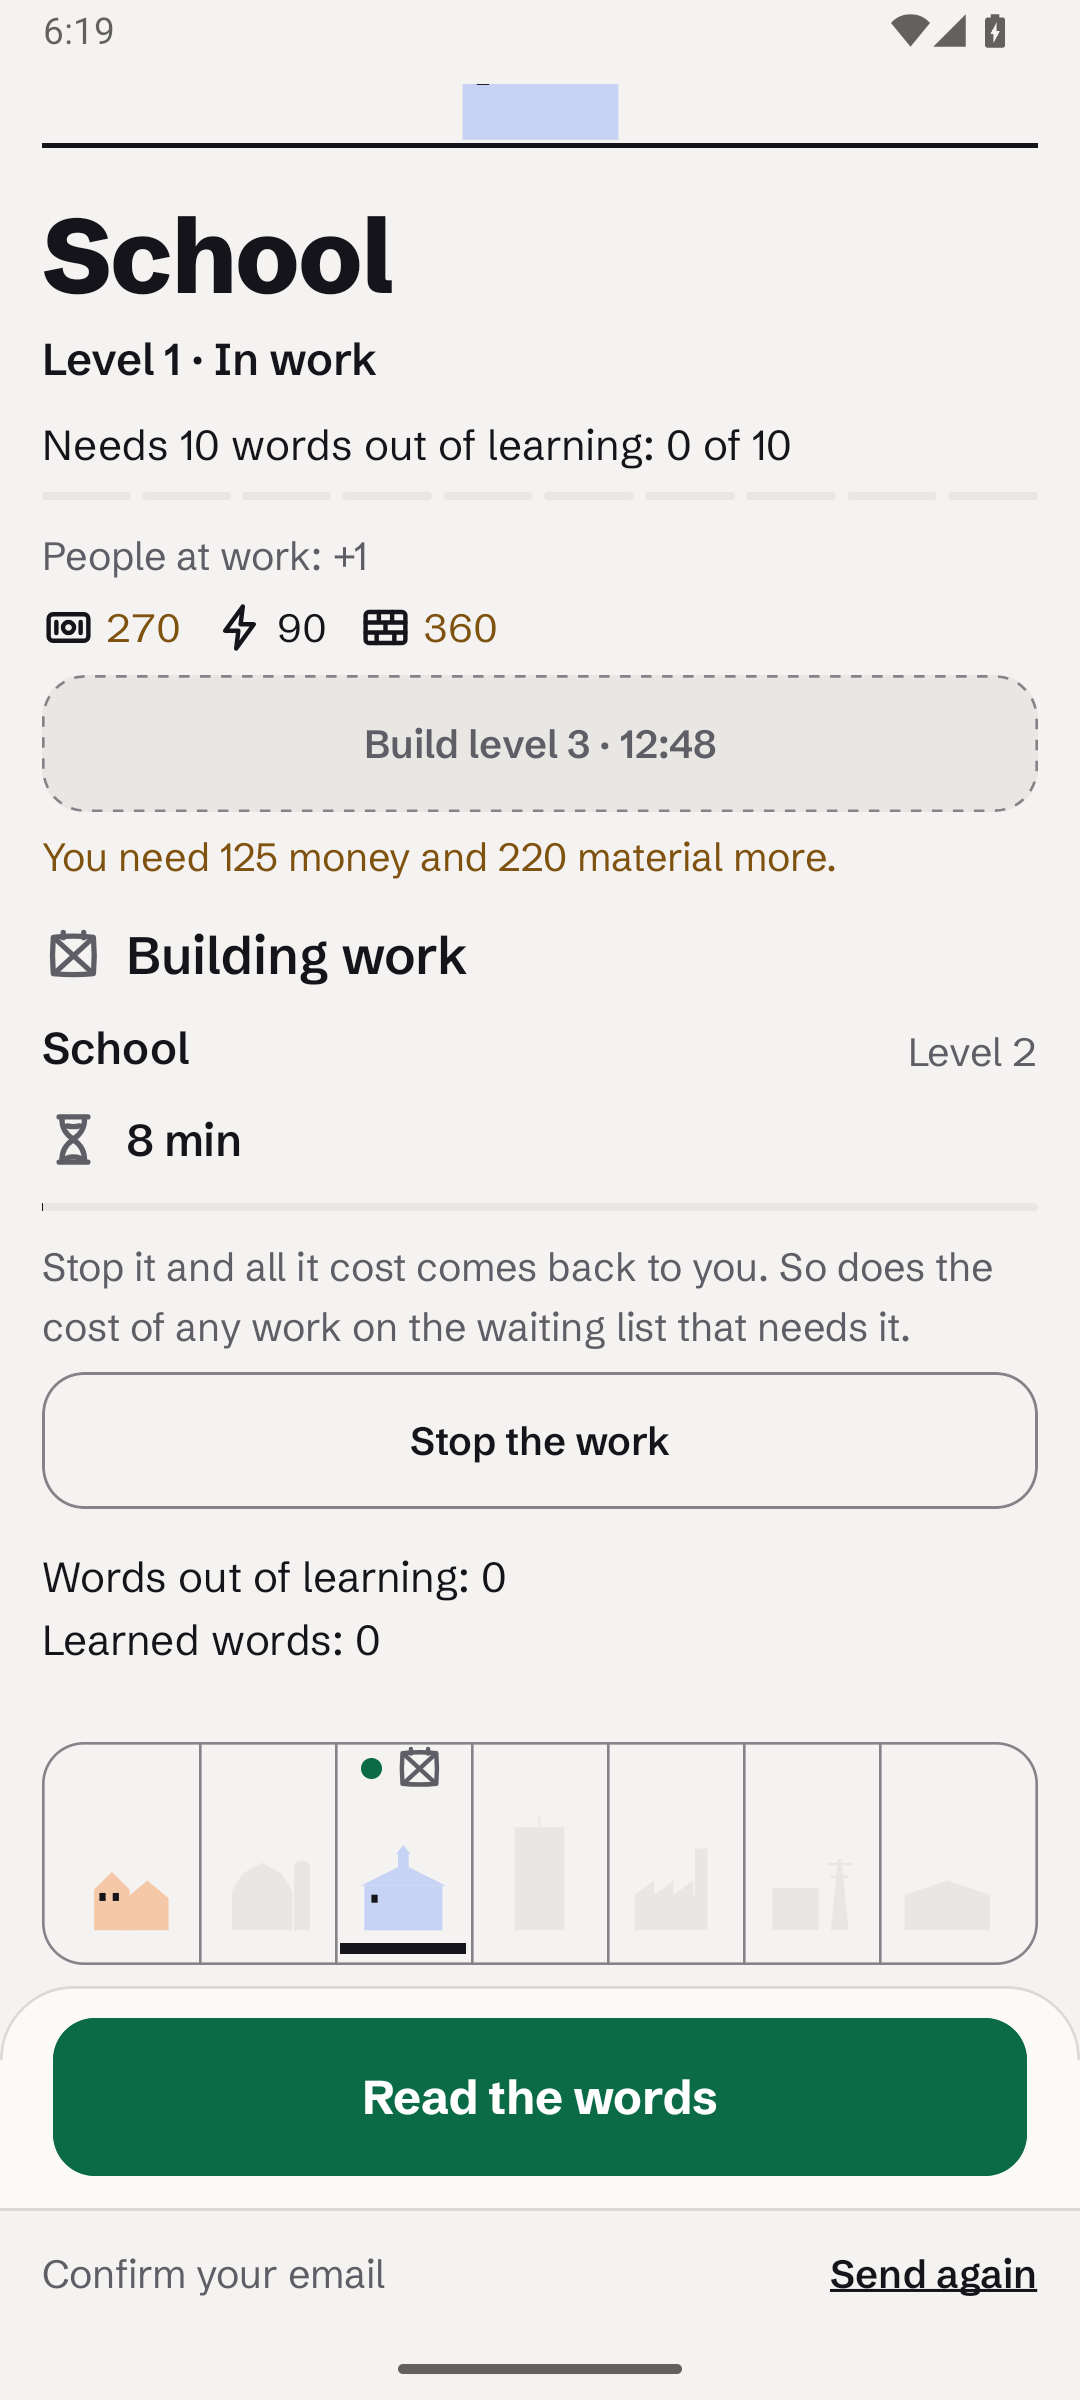 6:19
School
Level 1 · In work
Needs 10 words out of learning: 0 of 10
People at work: +1
270 90 360
Build level 3 · 12:48
You need 125 money and 220 material more.
Building work
School Level 2
8 min
Stop it and all it cost comes back to you. So does the
cost of any work on the waiting list that needs it.
Stop the work
Words out of learning: 0
Learned words: 0
Read the words
Confirm your email Send again